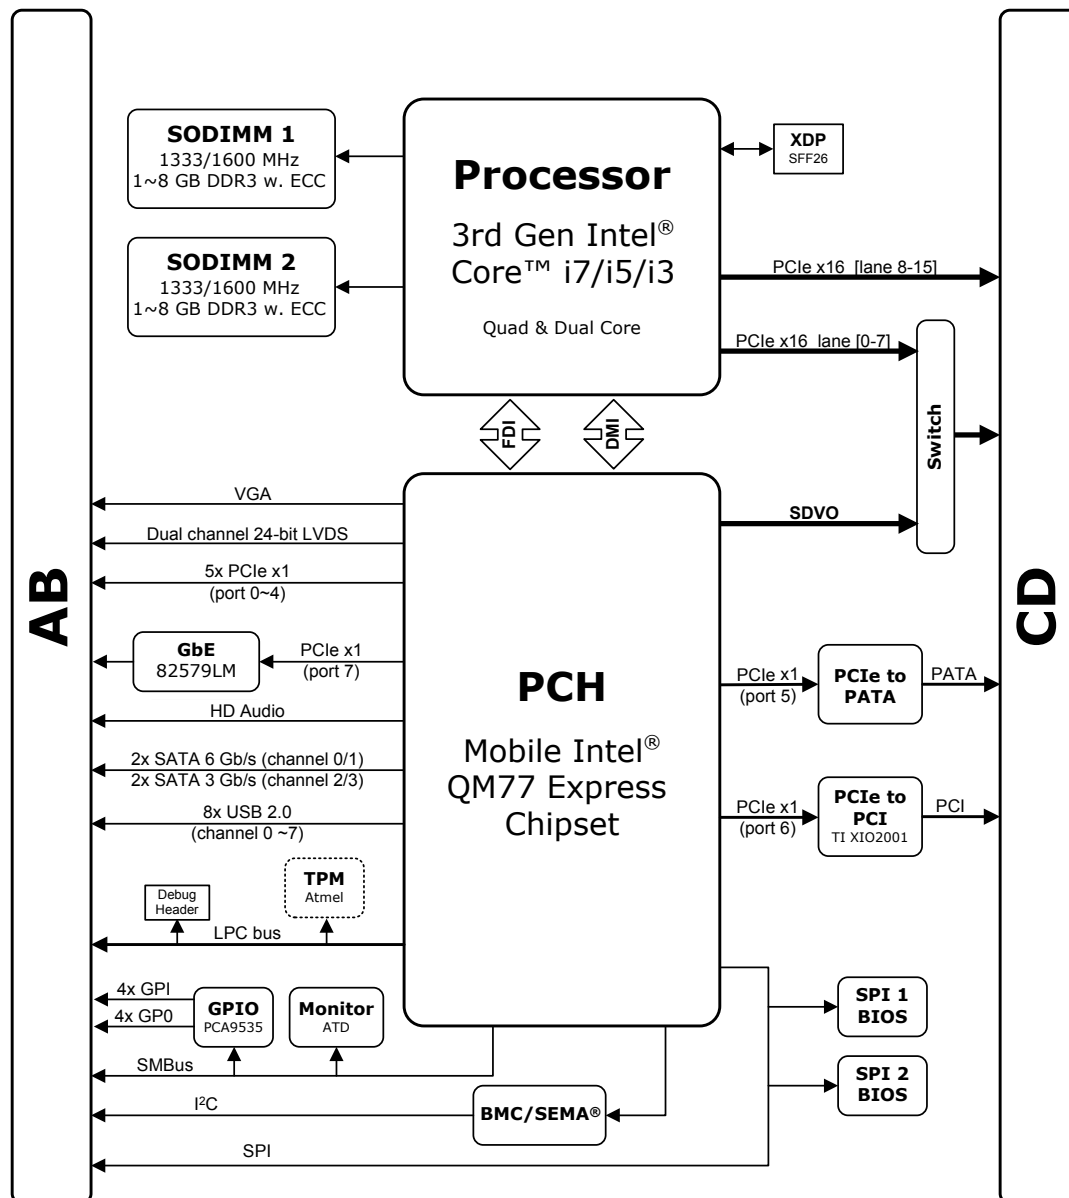 AB
CD
SODIMM 1
1333/1600 MHz
1~8 GB DDR3 w. ECC
SODIMM 2
1333/1600 MHz
1~8 GB DDR3 w. ECC
Processor
3rd Gen Intel®
Core™ i7/i5/i3
Quad & Dual Core
XDP
SFF26
PCIe x16 [lane 8-15]
PCIe x16 lane [0-7]
Switch
FDI
DMI
SDVO
VGA
Dual channel 24-bit LVDS
5x PCIe x1
(port 0~4)
GbE
82579LM
PCIe x1
(port 7)
HD Audio
2x SATA 6 Gb/s (channel 0/1)
2x SATA 3 Gb/s (channel 2/3)
8x USB 2.0
(channel 0 ~7)
PCH
Mobile Intel®
QM77 Express
Chipset
PCIe x1
(port 5)
PCIe to
PATA
PATA
PCIe x1
(port 6)
PCIe to
PCI
TI XIO2001
PCI
Debug
Header
TPM
Atmel
LPC bus
4x GPI
4x GP0
GPIO
PCA9535
Monitor
ATD
SMBus
I²C
BMC/SEMA®
SPI
SPI 1
BIOS
SPI 2
BIOS